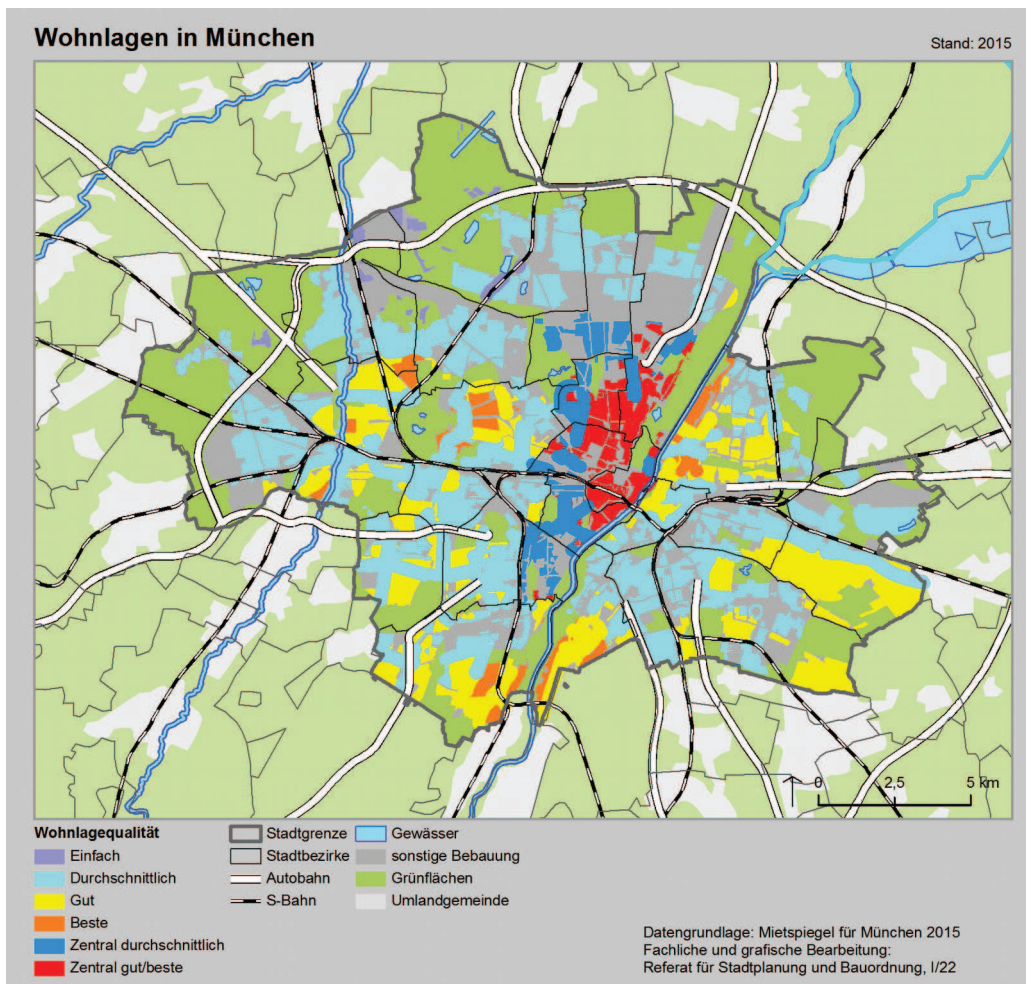 Wohnlagen in München
Stand: 2015
0 2,5 5 km
Wohnlagequalität
Einfach
Durchschnittlich
Gut
Beste
Zentral durchschnittlich
Zentral gut/beste
Stadtgrenze
Stadtbezirke
Autobahn
S-Bahn
Gewässer
sonstige Bebauung
Grünflächen
Umlandgemeinde
Datengrundlage: Mietspiegel für München 2015
Fachliche und grafische Bearbeitung:
Referat für Stadtplanung und Bauordnung, I/22